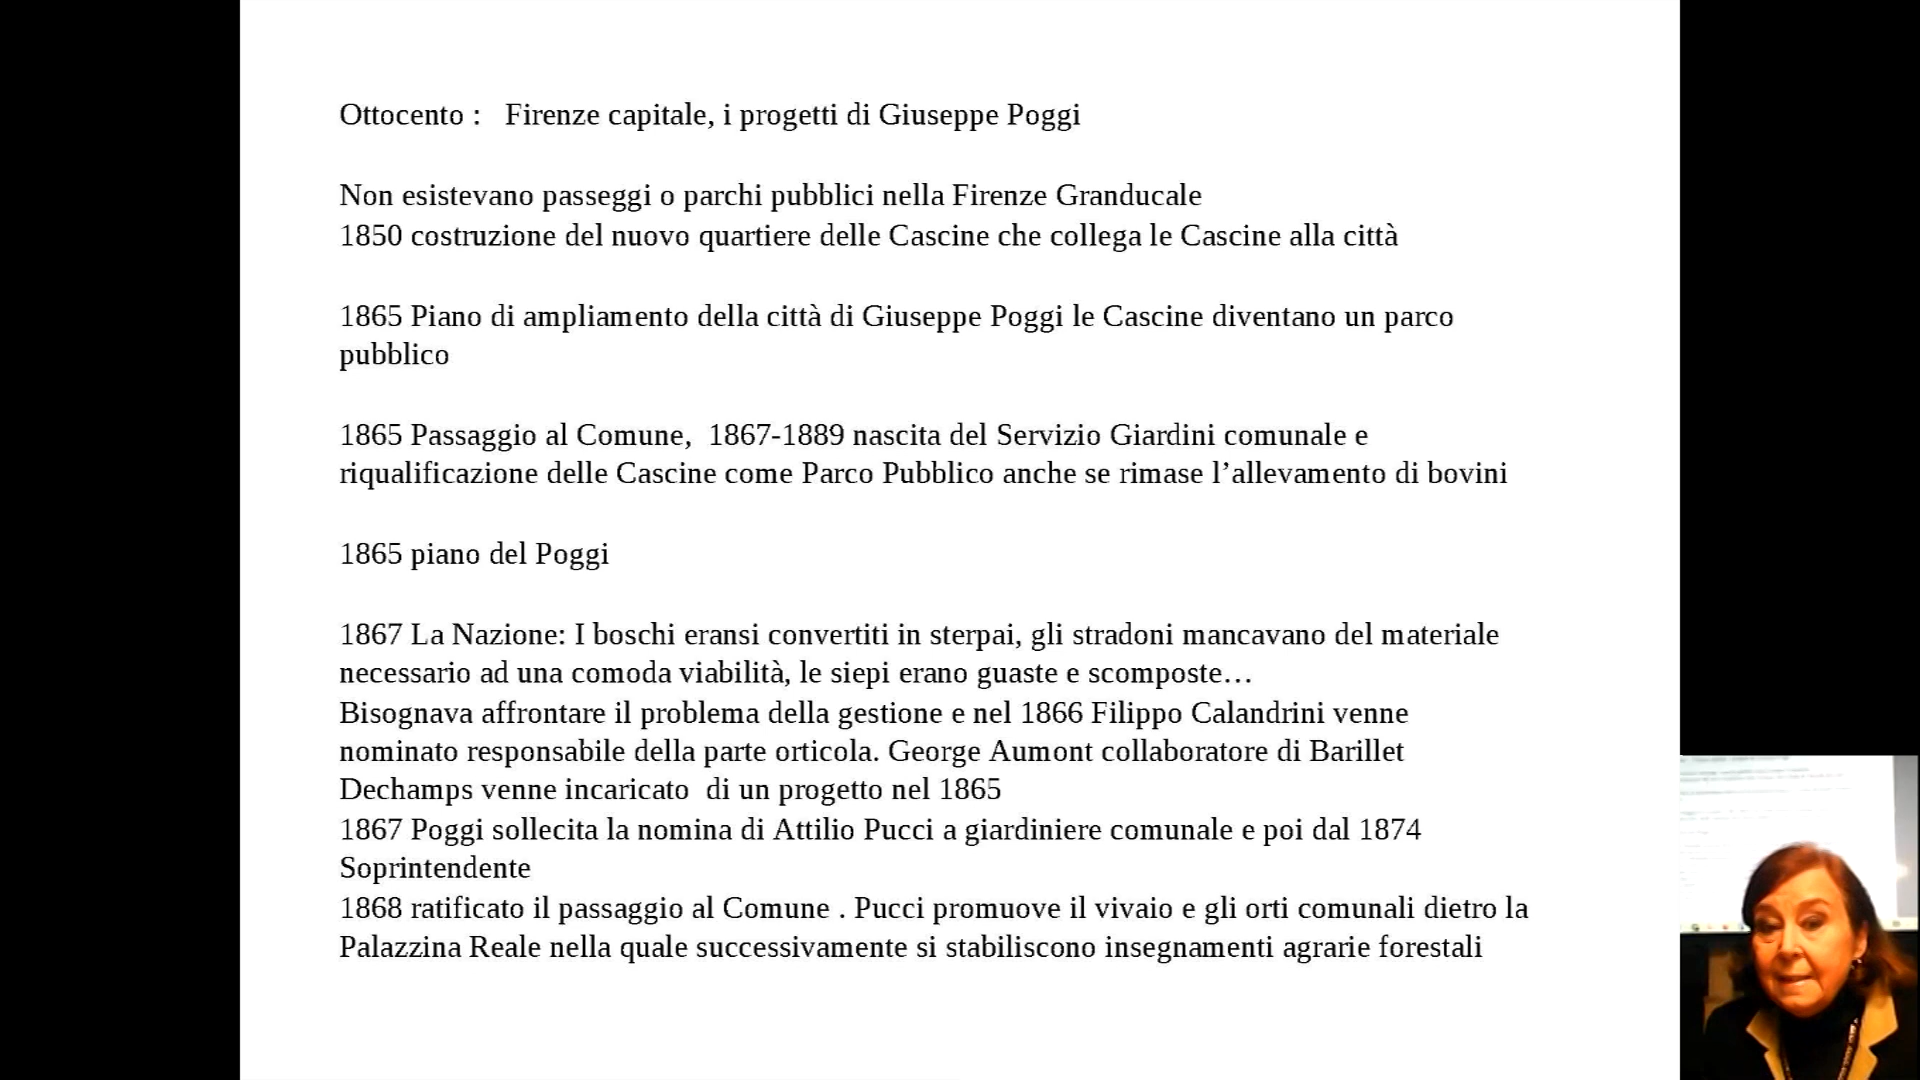 Ottocento :   Firenze capitale, i progetti di Giuseppe Poggi
Non esistevano passeggi o parchi pubblici nella Firenze Granducale
1850 costruzione del nuovo quartiere delle Cascine che collega le Cascine alla città
1865 Piano di ampliamento della città di Giuseppe Poggi le Cascine diventano un parco
pubblico
1865 Passaggio al Comune,  1867-1889 nascita del Servizio Giardini comunale e
riqualificazione delle Cascine come Parco Pubblico anche se rimase l’allevamento di bovini
1865 piano del Poggi
1867 La Nazione: I boschi eransi convertiti in sterpai, gli stradoni mancavano del materiale
necessario ad una comoda viabilità, le siepi erano guaste e scomposte…
Bisognava affrontare il problema della gestione e nel 1866 Filippo Calandrini venne
nominato responsabile della parte orticola. George Aumont collaboratore di Barillet
Dechamps venne incaricato  di un progetto nel 1865
1867 Poggi sollecita la nomina di Attilio Pucci a giardiniere comunale e poi dal 1874
Soprintendente
1868 ratificato il passaggio al Comune . Pucci promuove il vivaio e gli orti comunali dietro la
Palazzina Reale nella quale successivamente si stabiliscono insegnamenti agrarie forestali